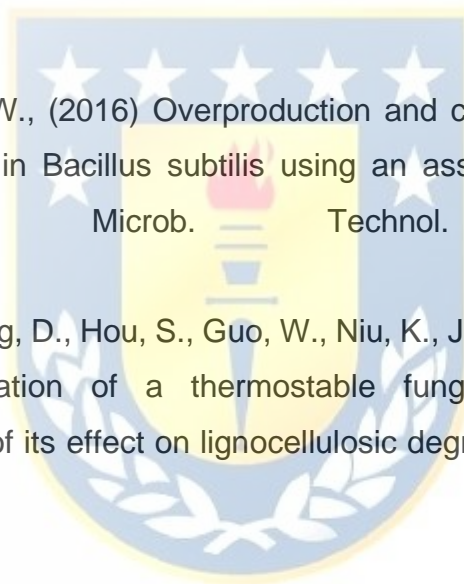 W., (2016) Overproduction and c
in Bacillus subtilis using an ass
Microb. Technol.
g, D., Hou, S., Guo, W., Niu, K., J
ation of a thermostable fung
of its effect on lignocellulosic degr